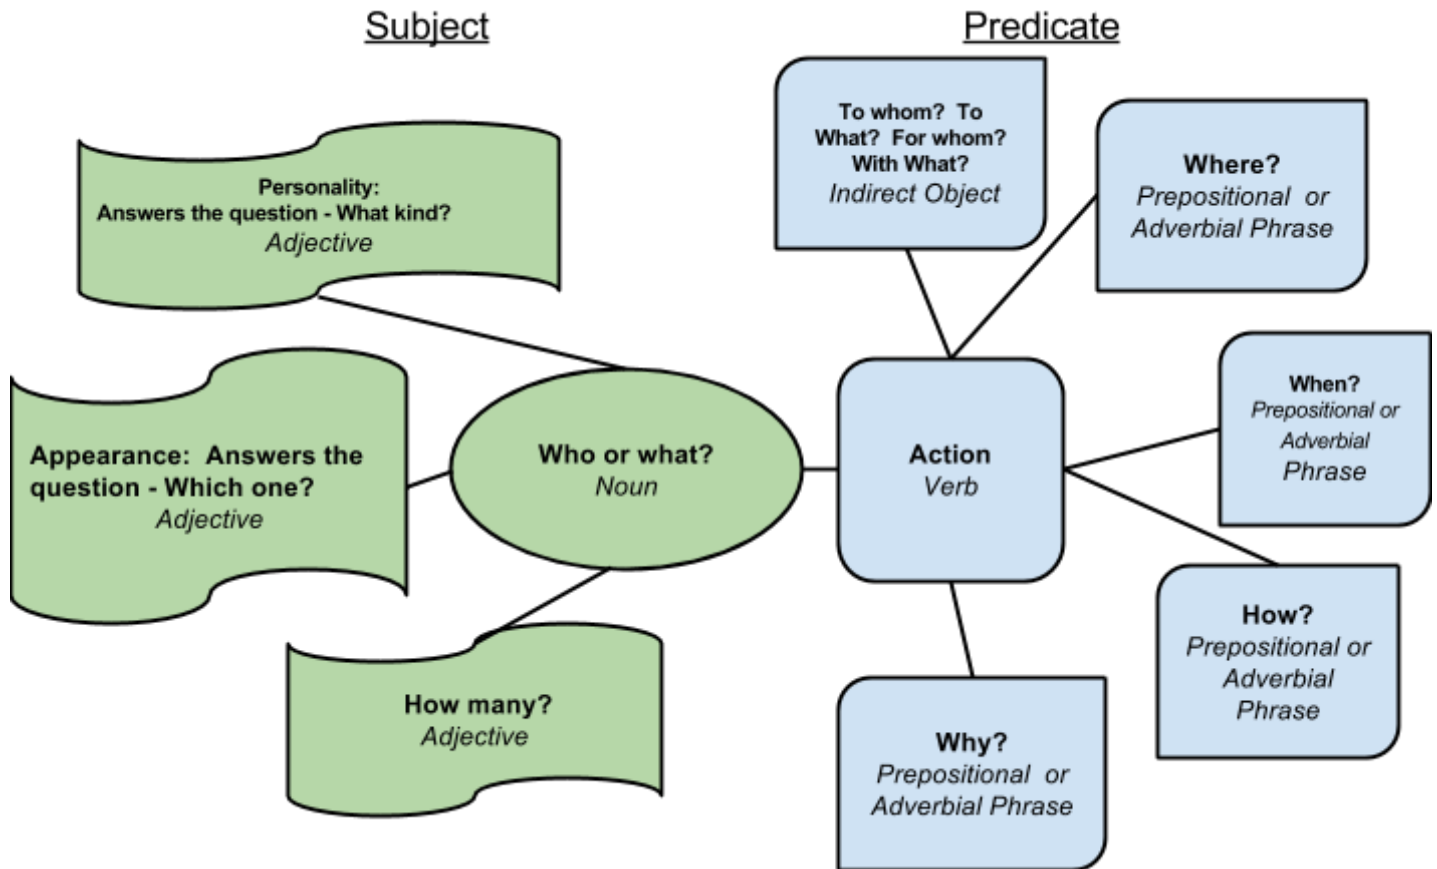 Subject
Predicate
Personality:
Answers the question - What kind?
Adjective
Appearance: Answers the
question - Which one?
Adjective
How many?
Adjective
Who or what?
Noun
Action
Verb
To whom? To
What? For whom?
With What?
Indirect Object
Where?
Prepositional or
Adverbial Phrase
When?
Prepositional or
Adverbial
Phrase
How?
Prepositional or
Adverbial
Phrase
Why?
Prepositional or
Adverbial Phrase